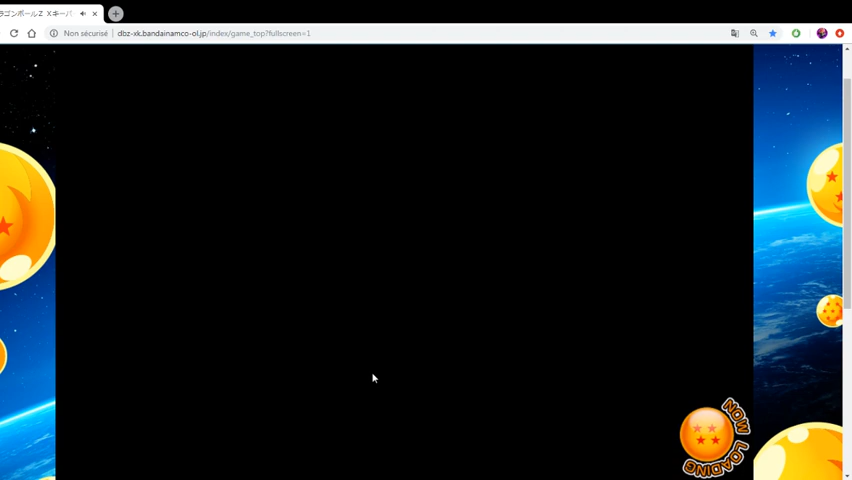 ラゴンボールZ Xキーパ
Non sécurisé | dbz-xk.bandainamco-ol.jp/index/game_top?fullscreen=1
NOW LOADING